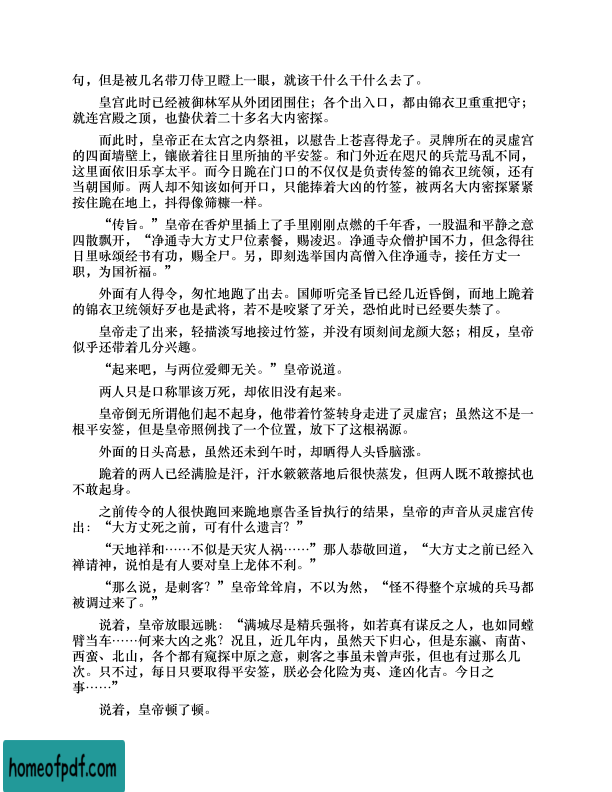 句，但是被几名带刀侍卫瞪上一眼，就该干什么干什么去了。
皇宫此时已经被御林军从外团团围住；各个出入口，都由锦衣卫重重把守；
就连宫殿之顶，也蛰伏着二十多名大内密探。
而此时，皇帝正在太宫之内祭祖，以慰告上苍喜得龙子。灵牌所在的灵虚宫
的四面墙壁上，镶嵌着往日里所抽的平安签。和门外近在咫尺的兵荒马乱不同，
这里面依旧乐享太平。而今日跪在门口的不仅仅是负责传签的锦衣卫统领，还有
当朝国师。两人却不知该如何开口，只能捧着大凶的竹签，被两名大内密探紧紧
按住跪在地上，抖得像筛糠一样。
“传旨。”皇帝在香炉里插上了手里刚刚点燃的千年香，一股温和平静之意
四散飘开，“净通寺大方丈尸位素餐，赐凌迟。净通寺众僧护国不力，但念得往
日里咏颂经书有功，赐全尸。另，即刻选举国内高僧入住净通寺，接任方丈一
职，为国祈福。”
外面有人得令，匆忙地跑了出去。国师听完圣旨已经几近昏倒，而地上跪着
的锦衣卫统领好歹也是武将，若不是咬紧了牙关，恐怕此时已经要失禁了。
皇帝走了出来，轻描淡写地接过竹签，并没有顷刻间龙颜大怒；相反，皇帝
似乎还带着几分兴趣。
“起来吧，与两位爱卿无关。”皇帝说道。
两人只是口称罪该万死，却依旧没有起来。
皇帝倒无所谓他们起不起身，他带着竹签转身走进了灵虚宫；虽然这不是一
根平安签，但是皇帝照例找了一个位置，放下了这根祸源。
外面的日头高悬，虽然还未到午时，却晒得人头昏脑涨。
跪着的两人已经满脸是汗，汗水簌簌落地后很快蒸发，但两人既不敢擦拭也
不敢起身。
之前传令的人很快跑回来跪地禀告圣旨执行的结果，皇帝的声音从灵虚宫传
出：“大方丈死之前，可有什么遗言？”
“天地祥和⋯⋯不似是天灾人祸⋯⋯”那人恭敬回道，“大方丈之前已经入
禅请神，说怕是有人要对皇上龙体不利。”
“那么说，是刺客？”皇帝耸耸肩，不以为然，“怪不得整个京城的兵马都
被调过来了。”
说着，皇帝放眼远眺：“满城尽是精兵强将，如若真有谋反之人，也如同螳
臂当车⋯⋯何来大凶之兆？况且，近几年内，虽然天下归心，但是东瀛、南苗、
西蛮、北山，各个都有窥探中原之意，刺客之事虽未曾声张，但也有过那么几
次。只不过，每日只要取得平安签，朕必会化险为夷、逢凶化吉。今日之
事⋯⋯”
说着，皇帝顿了顿。
homeofpdf.com